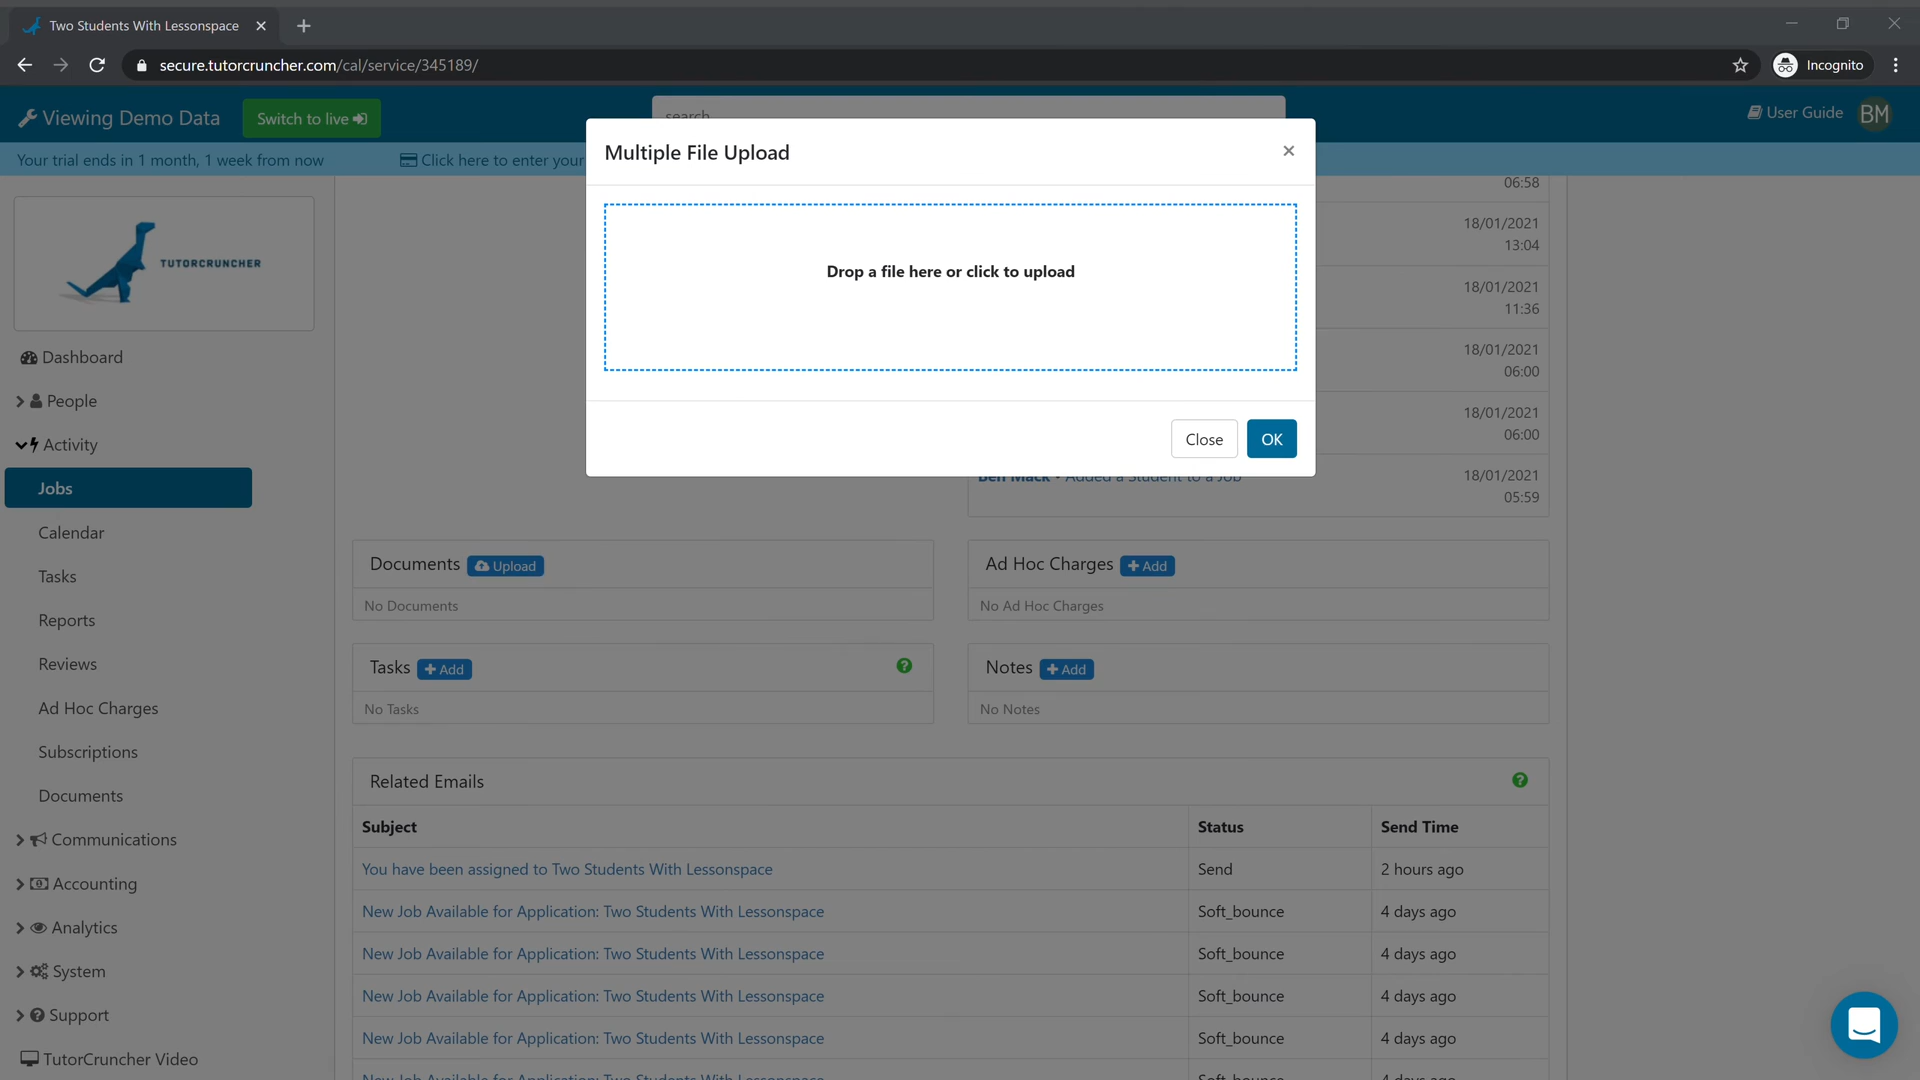 Two Students With Lessonspace
secure.tutorcruncher.com/cal/service/345189/
Incognito
Viewing Demo Data
Switch to live
search
User Guide
BM
Your trial ends in 1 month, 1 week from now
Click here to enter your
Multiple File Upload
Drop a file here or click to upload
Close
OK
TUTORCRUNCHER
Dashboard
People
Activity
Jobs
Calendar
Tasks
Reports
Reviews
Ad Hoc Charges
Subscriptions
Documents
Communications
Accounting
Analytics
System
Support
TutorCruncher Video
06:58
18/01/2021
13:04
18/01/2021
11:36
18/01/2021
06:00
18/01/2021
06:00
Ben Mack - Added a Student to a Job
18/01/2021
05:59
Documents Upload
No Documents
Ad Hoc Charges Add
No Ad Hoc Charges
Tasks Add
No Tasks
Notes Add
No Notes
Related Emails
Subject Status Send Time
You have been assigned to Two Students With Lessonspace Send 2 hours ago
New Job Available for Application: Two Students With Lessonspace Soft_bounce 4 days ago
New Job Available for Application: Two Students With Lessonspace Soft_bounce 4 days ago
New Job Available for Application: Two Students With Lessonspace Soft_bounce 4 days ago
New Job Available for Application: Two Students With Lessonspace Soft_bounce 4 days ago
New Job Available for Application: Two Students With Lessonspace Soft_bounce 4 days ago